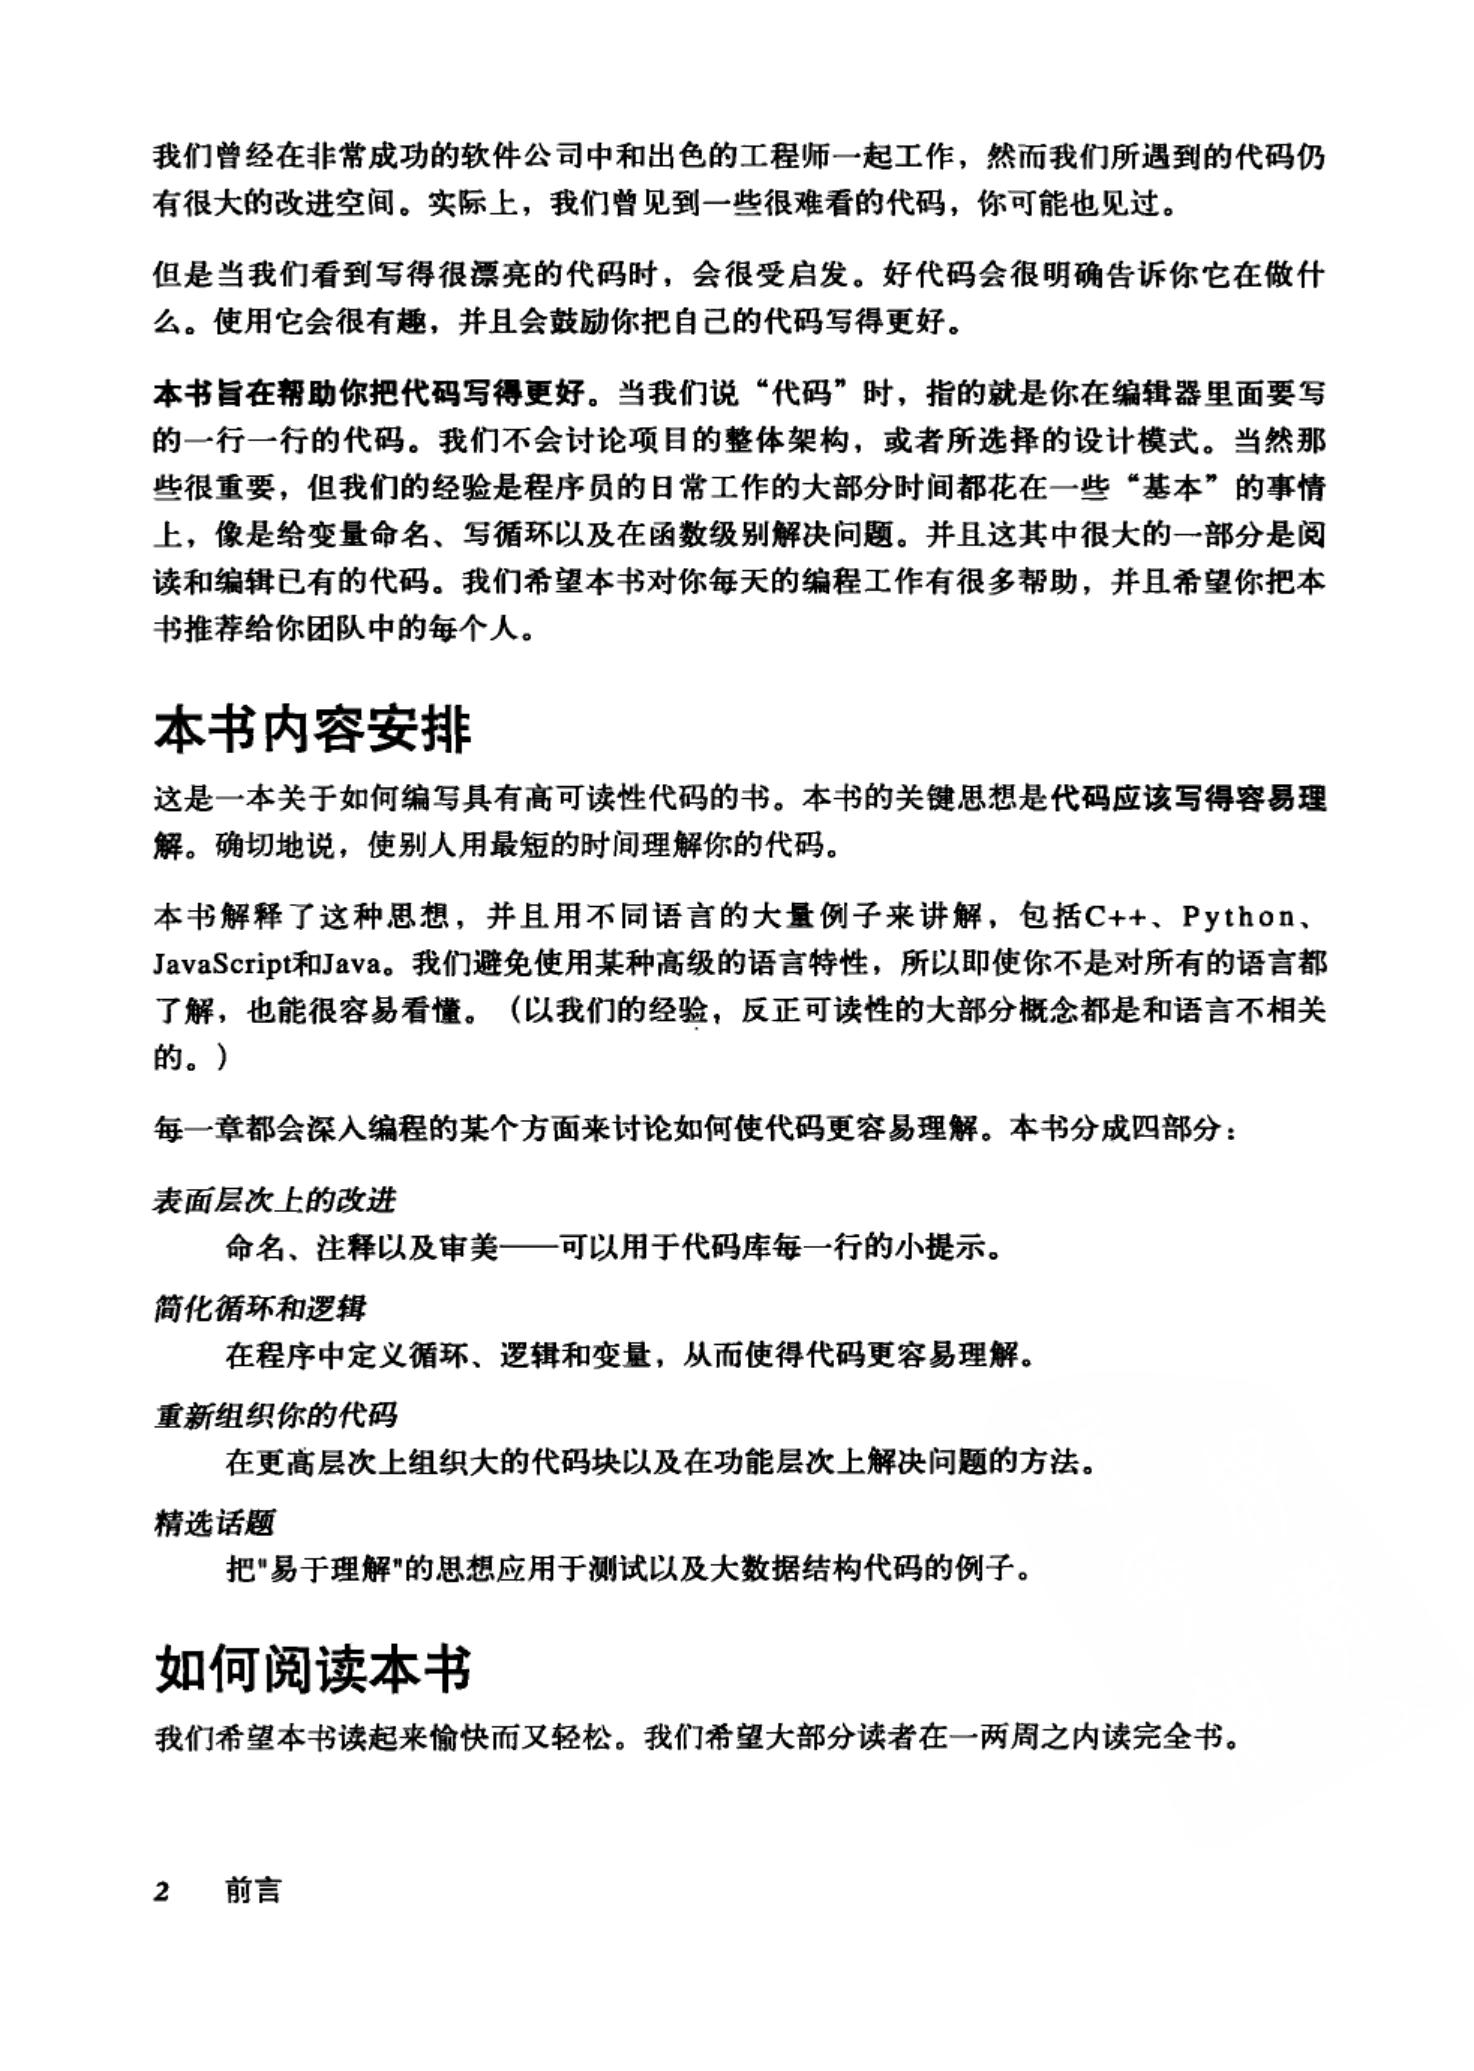 我们曾经在非常成功的软件公司中和出色的工程师一起工作，然而我们所遇到的代码仍
有很大的改进空间。实际上，我们曾见到一些很难看的代码，你可能也见过。
但是当我们看到写得很漂亮的代码时，会很受启发。好代码会很明确告诉你它在做什
么。使用它会很有趣，并且会鼓励你把自己的代码写得更好。
本书旨在帮助你把代码写得更好。当我们说“代码”时，指的就是你在编辑器里面要写
的一行一行的代码。我们不会讨论项目的整体架构，或者所选择的设计模式。当然那
些很重要，但我们的经验是程序员的日常工作的大部分时间都花在一些“基本”的事情
上，像是给变量命名、写循环以及在函数级别解决问题。并且这其中很大的一部分是阅
读和编辑已有的代码。我们希望本书对你每天的编程工作有很多帮助，并且希望你把本
书推荐给你团队中的每个人。
本书内容安排
这是一本关于如何编写具有高可读性代码的书。本书的关键思想是代码应该写得容易理
解。确切地说，使别人用最短的时间理解你的代码。
本书解释了这种思想，并且用不同语言的大量例子来讲解，包括C++、Python、
JavaScript和Java。我们避免使用某种高级的语言特性，所以即使你不是对所有的语言都
了解，也能很容易看懂。（以我们的经验，反正可读性的大部分概念都是和语言不相关
的。）
每一章都会深入编程的某个方面来讨论如何使代码更容易理解。本书分成四部分：
表面层次上的改进
命名、注释以及审美——可以用于代码库每一行的小提示。
简化循环和逻辑
在程序中定义循环、逻辑和变量，从而使得代码更容易理解。
重新组织你的代码
在更高层次上组织大的代码块以及在功能层次上解决问题的方法。
精选话题
把"易于理解"的思想应用于测试以及大数据结构代码的例子。
如何阅读本书
我们希望本书读起来愉快而又轻松。我们希望大部分读者在一两周之内读完全书。
2 前言